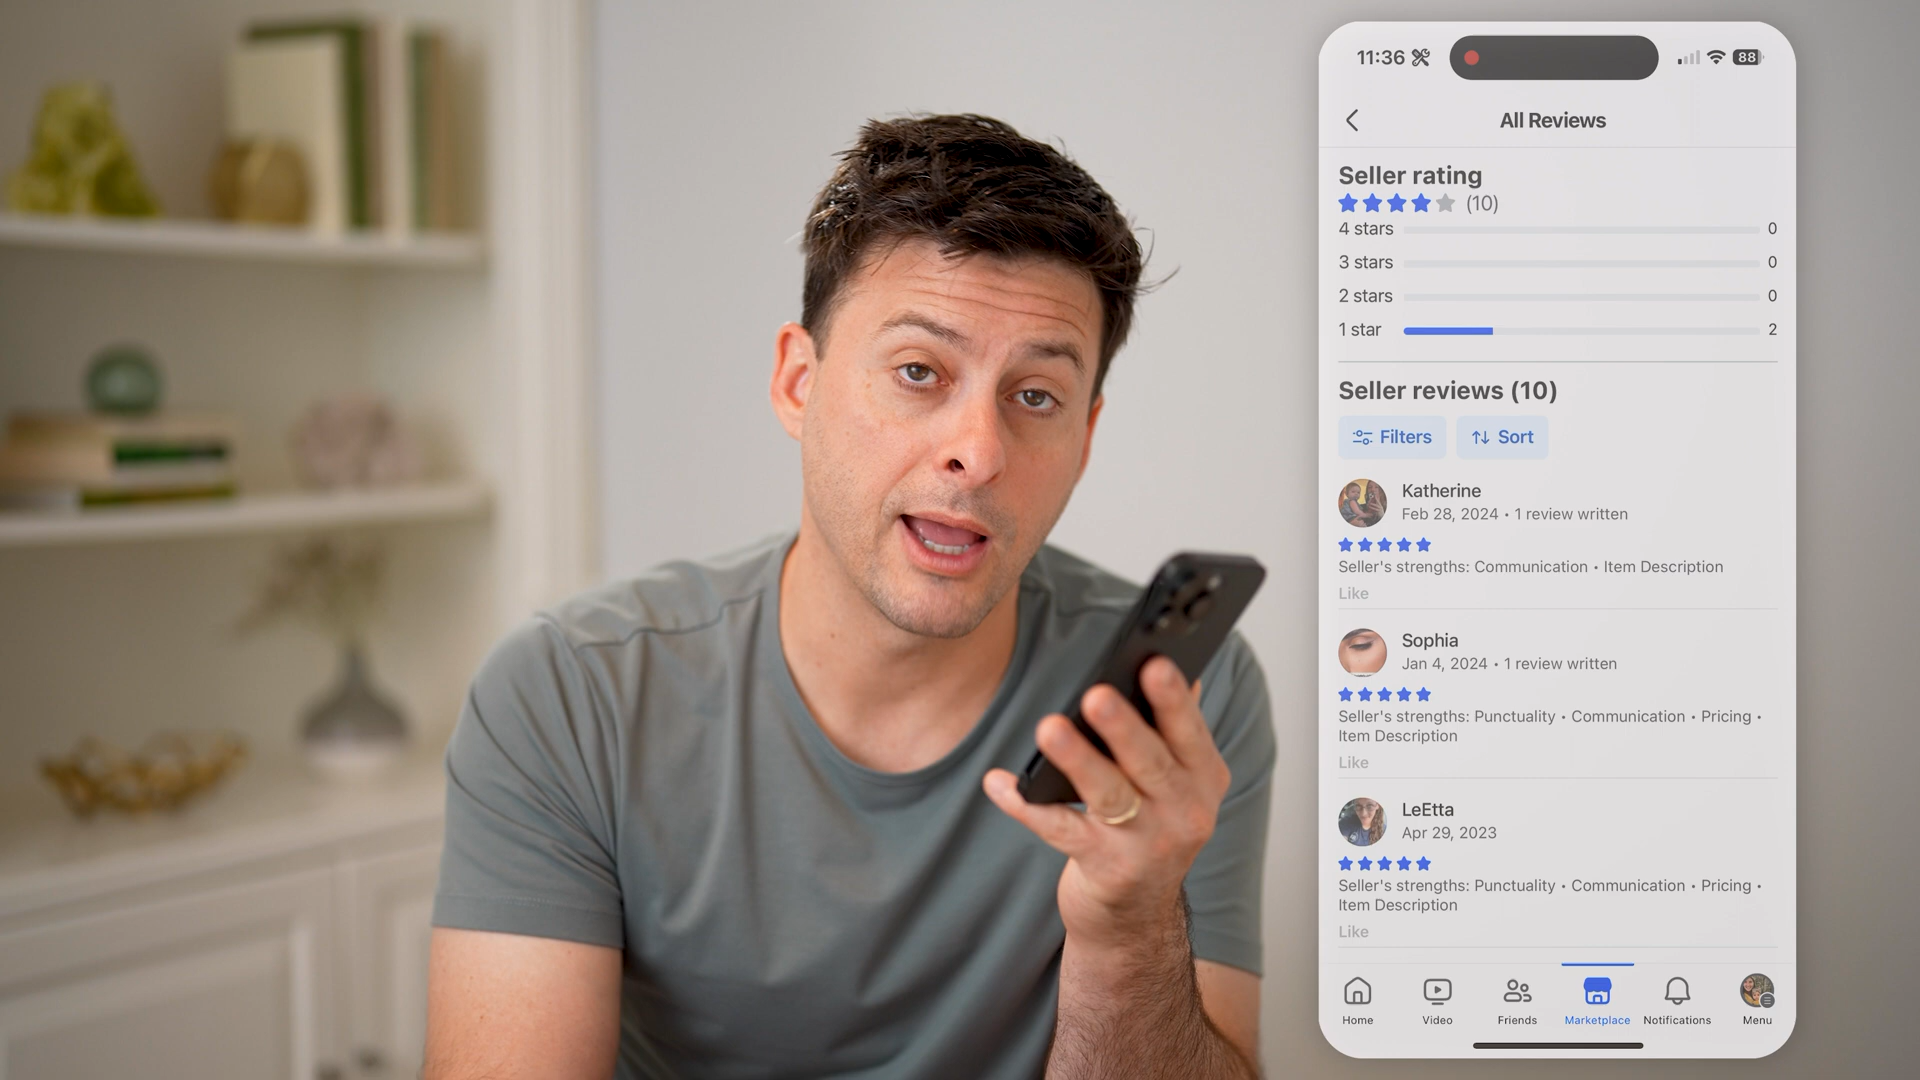 11:36
88
All Reviews
Seller rating
(10)
4 stars 0
3 stars 0
2 stars 0
1 star 2
Seller reviews (10)
Filters Sort
Katherine
Feb 28, 2024 • 1 review written
Seller's strengths: Communication • Item Description
Like
Sophia
Jan 4, 2024 • 1 review written
Seller's strengths: Punctuality • Communication • Pricing •
Item Description
Like
LeEtta
Apr 29, 2023
Seller's strengths: Punctuality • Communication • Pricing •
Item Description
Like
Home Video Friends Marketplace Notifications Menu